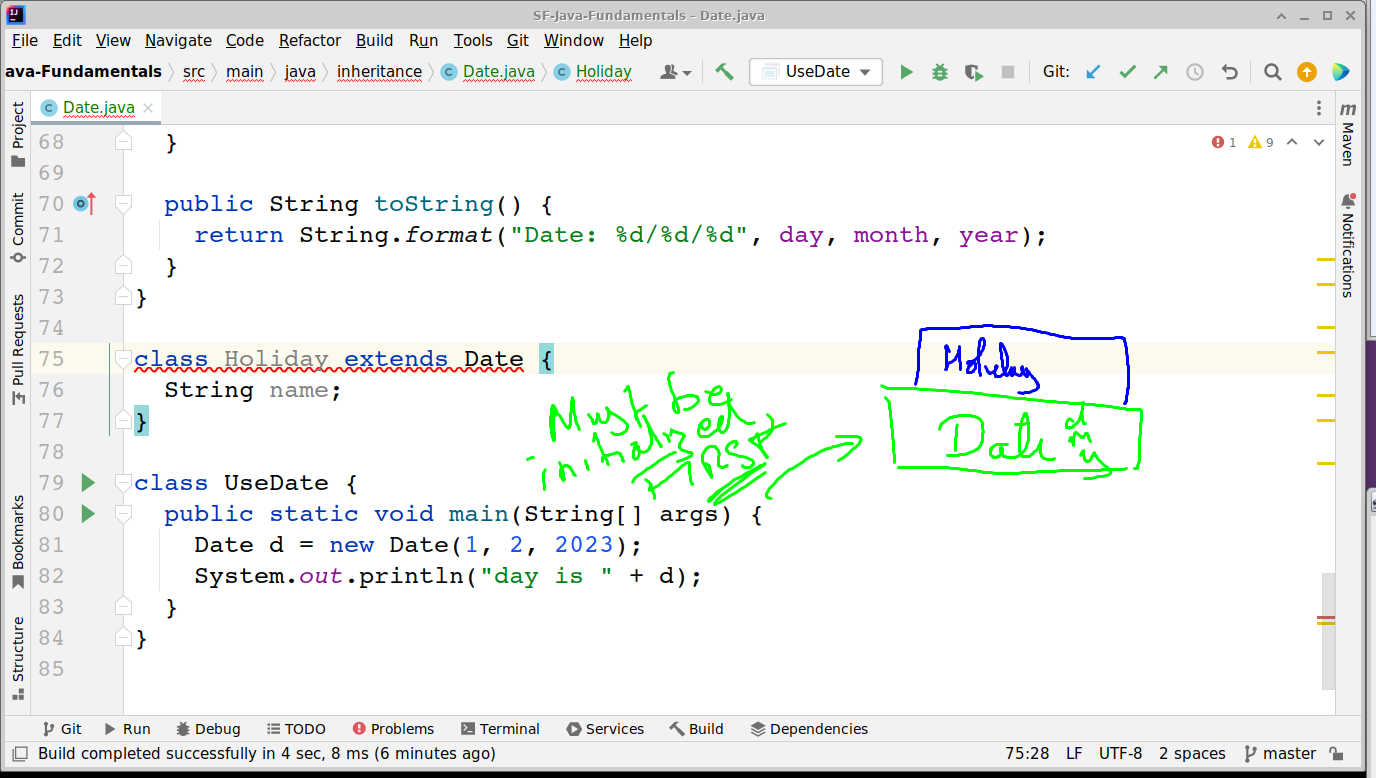 SF-Java-Fundamentals – Date.java
File Edit View Navigate Code Refactor Build Run Tools Git Window Help
ava-Fundamentals src main java inheritance Date.java Holiday UseDate Git:
Date.java
68 }
69
70 public String toString() {
71 return String.format("Date: %d/%d/%d", day, month, year);
72 }
73 }
74
75 class Holiday extends Date {
76 String name;
77 }
78
79 class UseDate {
80 public static void main(String[] args) {
81 Date d = new Date(1, 2, 2023);
82 System.out.println("day is " + d);
83 }
84 }
85
1 9
Project
Commit
Pull Requests
Bookmarks
Structure
m Maven
Notifications
Must be
1st
Date d
m
y
Git Run Debug TODO Problems Terminal Services Build Dependencies
Build completed successfully in 4 sec, 8 ms (6 minutes ago) 75:28 LF UTF-8 2 spaces master